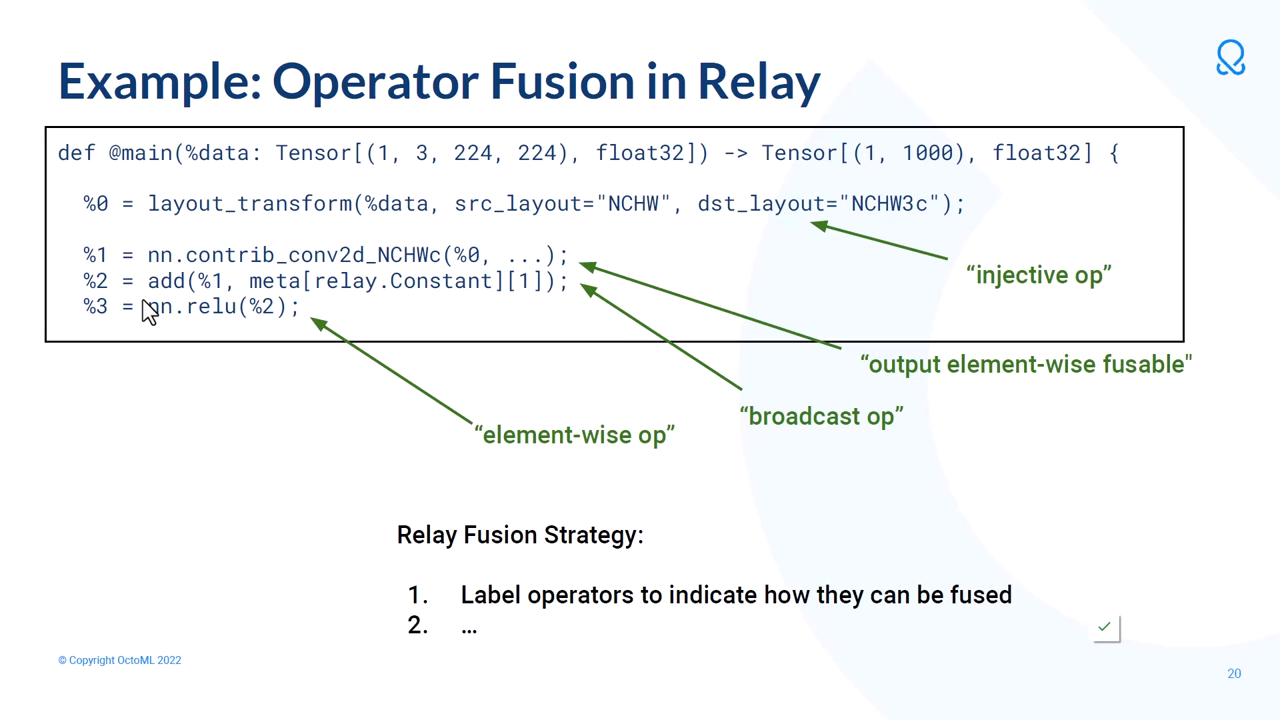 Example: Operator Fusion in Relay
def @main(%data: Tensor[(1, 3, 224, 224), float32]) -> Tensor[(1, 1000), float32] {
%0 = layout_transform(%data, src_layout="NCHW", dst_layout="NCHW3c");
%1 = nn.contrib_conv2d_NCHWc(%0, ...);
%2 = add(%1, meta[relay.Constant][1]);
%3 = nn.relu(%2);
“injective op”
“output element-wise fusable"
“broadcast op”
“element-wise op”
Relay Fusion Strategy:
1. Label operators to indicate how they can be fused
2. …
© Copyright OctoML 2022
20